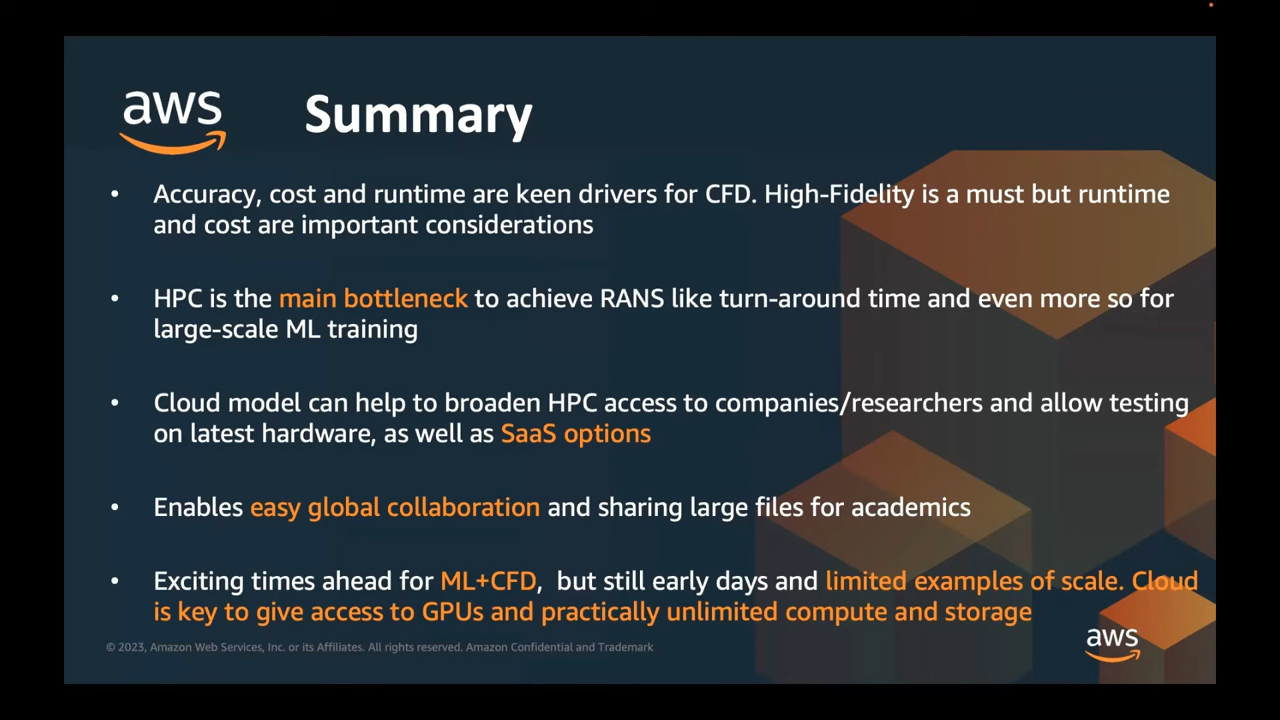 aws
Summary
• Accuracy, cost and runtime are keen drivers for CFD. High-Fidelity is a must but runtime
and cost are important considerations
• HPC is the main bottleneck to achieve RANS like turn-around time and even more so for
large-scale ML training
• Cloud model can help to broaden HPC access to companies/researchers and allow testing
on latest hardware, as well as SaaS options
• Enables easy global collaboration and sharing large files for academics
• Exciting times ahead for ML+CFD, but still early days and limited examples of scale. Cloud
is key to give access to GPUs and practically unlimited compute and storage
© 2023, Amazon Web Services, Inc. or its Affiliates. All rights reserved. Amazon Confidential and Trademark
aws